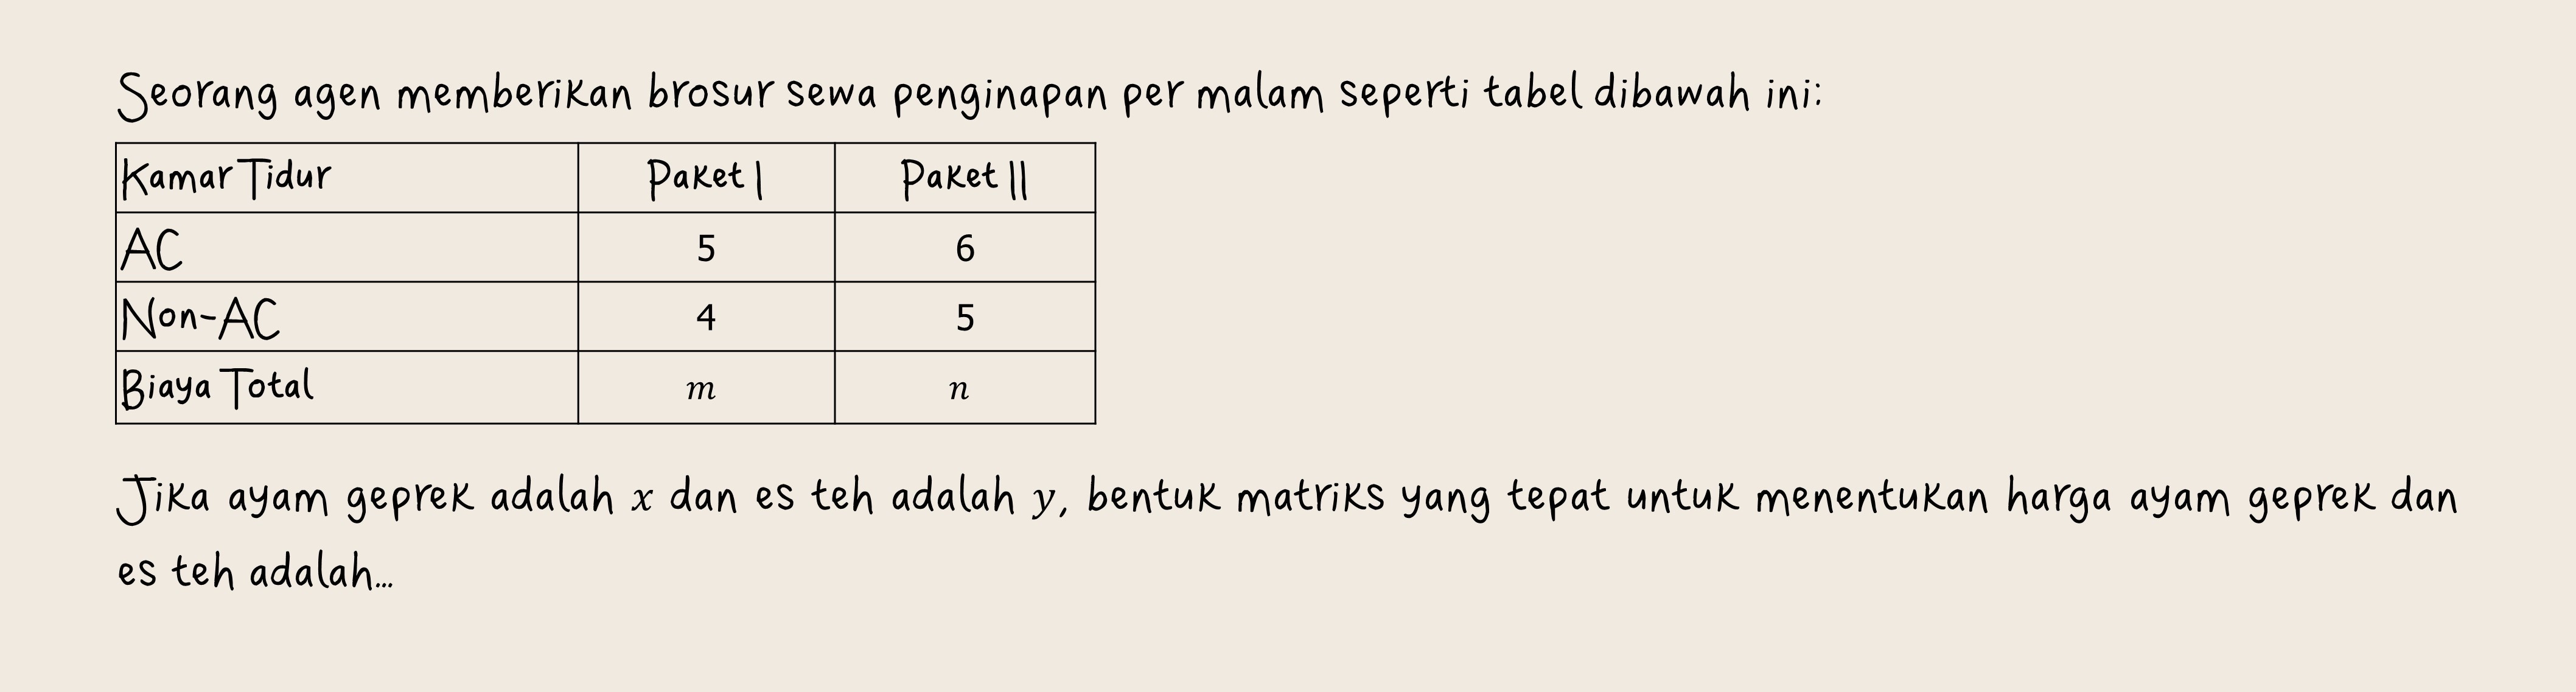 Seorang agen memberikan brosur sewa penginapan per malam seperti tabel dibawah ini:
Kamar Tidur Paket I Paket II
AC 5 6
Non-AC 4 5
Biaya Total m n
Jika ayam geprek adalah x dan es teh adalah y, bentuk matriks yang tepat untuk menentukan harga ayam geprek dan
es teh adalah...